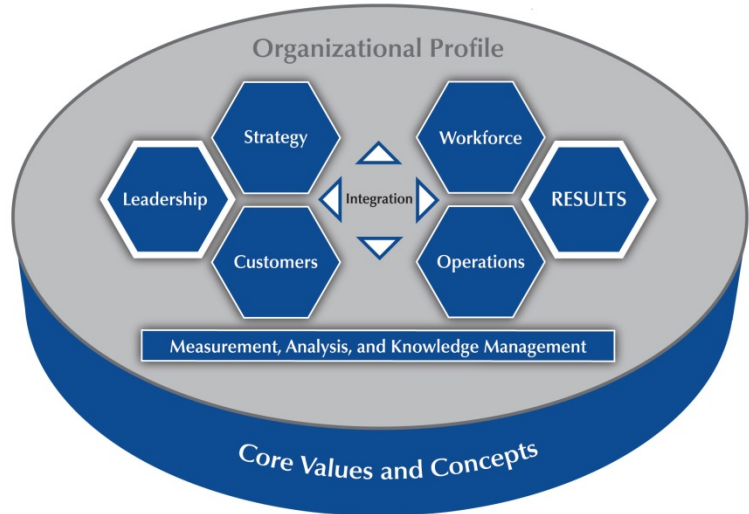 Organizational Profile
Strategy
Workforce
Leadership
Integration
RESULTS
Customers
Operations
Measurement, Analysis, and Knowledge Management
Core Values and Concepts